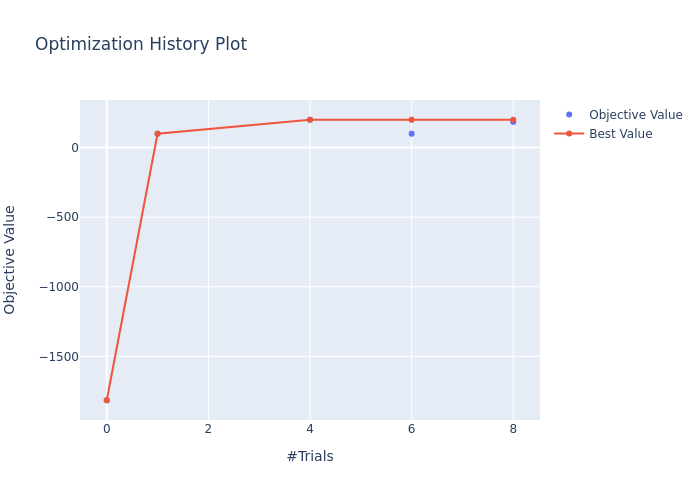 Optimization History Plot
Objective Value
Best Value
0
−500
−1000
−1500
Objective Value
0 2 4 6 8
#Trials